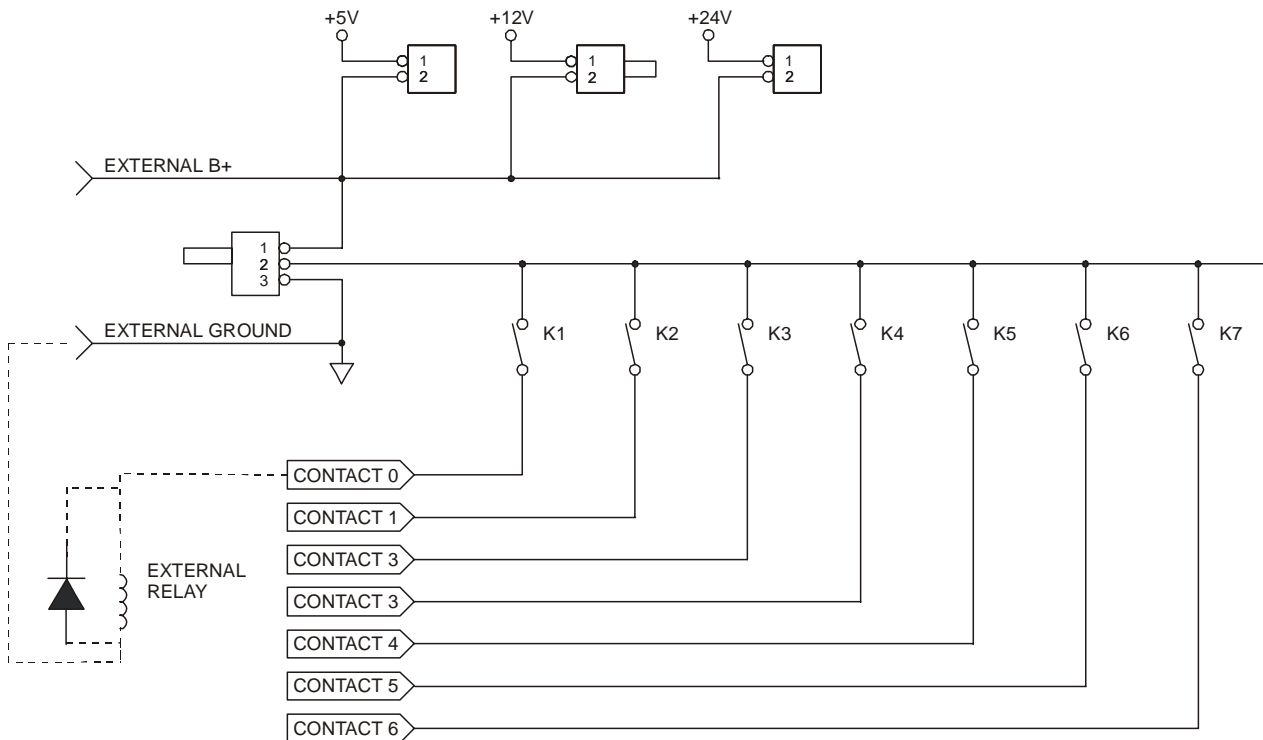 +5V
+12V
+24V
1
2
1
2
1
2
EXTERNAL B+
1
2
3
EXTERNAL GROUND
K1
K2
K3
K4
K5
K6
K7
CONTACT 0
CONTACT 1
CONTACT 3
CONTACT 3
CONTACT 4
CONTACT 5
CONTACT 6
EXTERNAL
RELAY